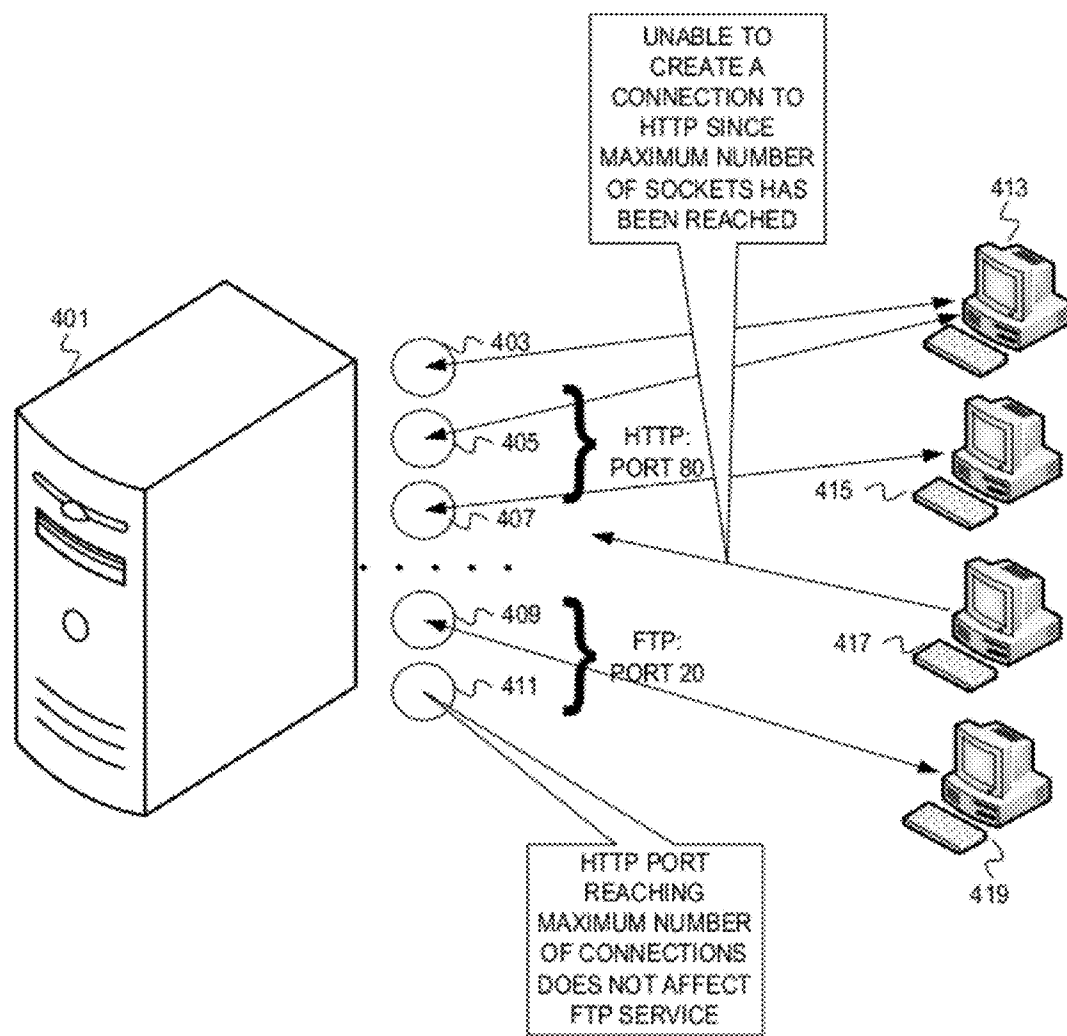 UNABLE TO
CREATE A
CONNECTION TO
HTTP SINCE
MAXIMUM NUMBER
OF SOCKETS HAS
BEEN REACHED
413
401
403
405
HTTP:
PORT 80
407
415
409
FTP:
PORT 20
411
417
HTTP PORT
REACHING
MAXIMUM NUMBER
OF CONNECTIONS
DOES NOT AFFECT
FTP SERVICE
419